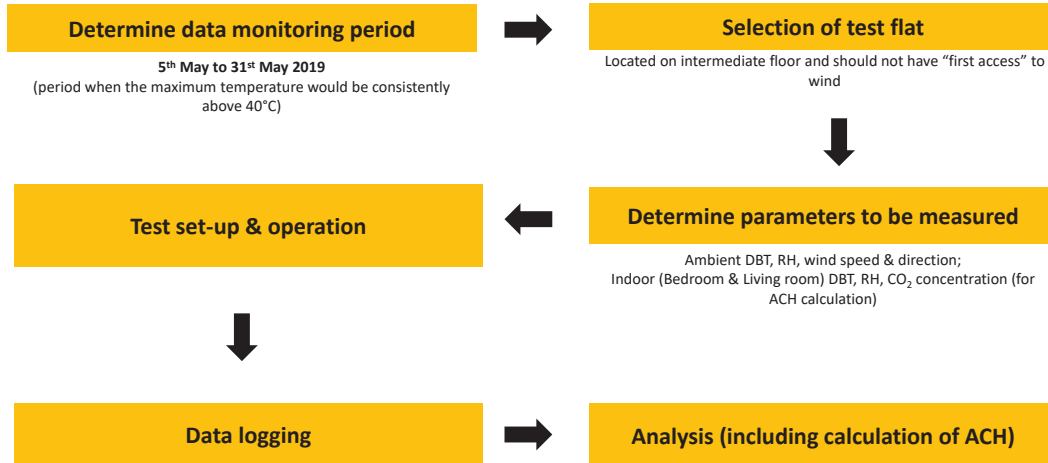 Determine data monitoring period
5th May to 31st May 2019
(period when the maximum temperature would be consistently
above 40°C)
Selection of test flat
Located on intermediate floor and should not have “first access” to
wind
Determine parameters to be measured
Ambient DBT, RH, wind speed & direction;
Indoor (Bedroom & Living room) DBT, RH, CO₂ concentration (for
ACH calculation)
Test set-up & operation
Data logging
Analysis (including calculation of ACH)